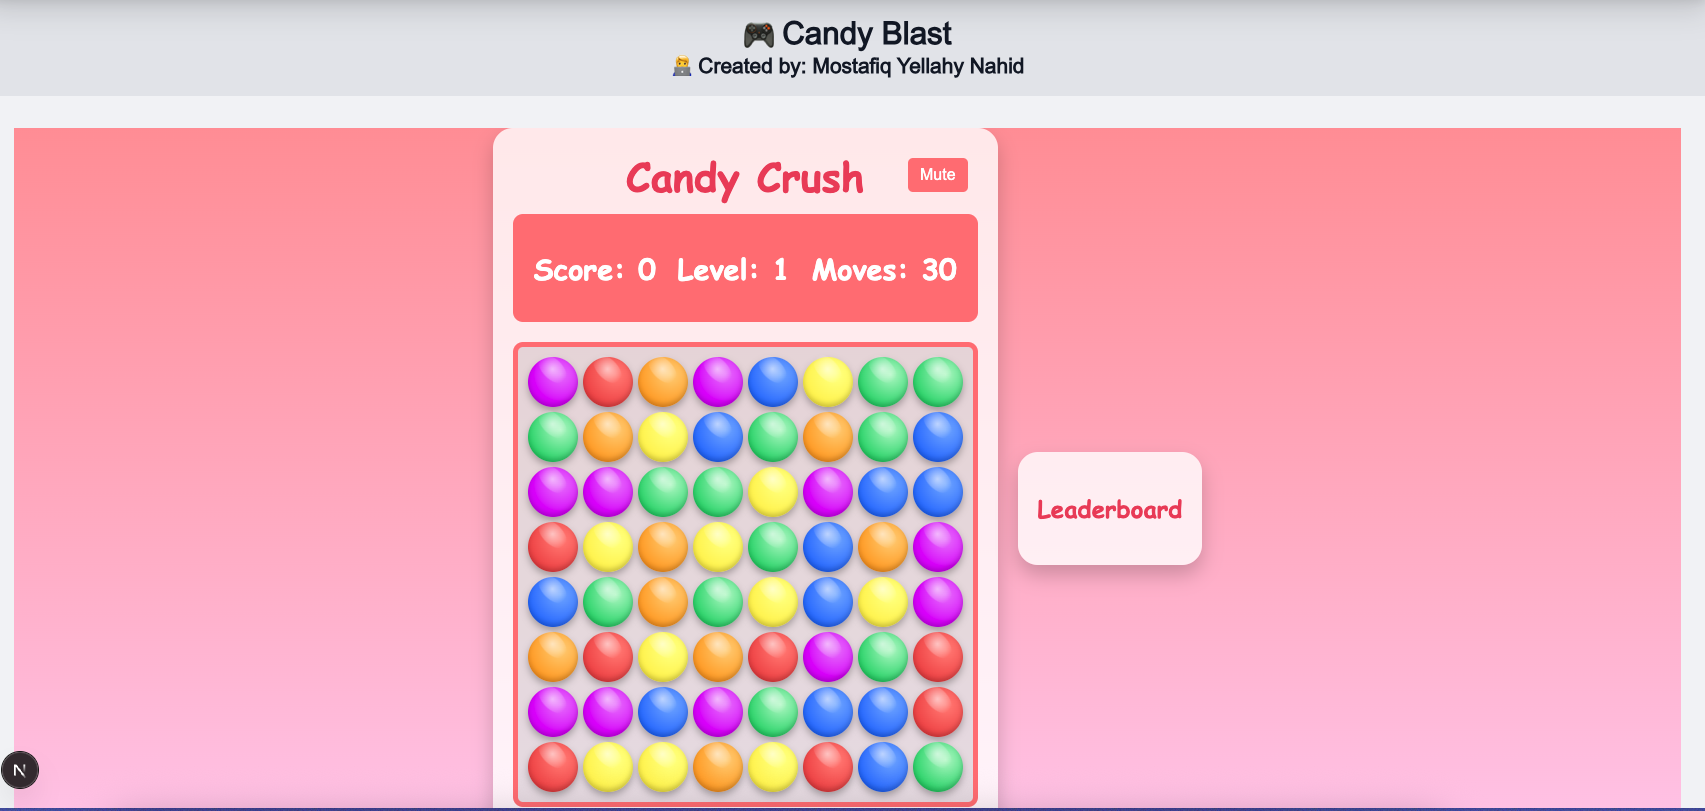 🎮 Candy Blast
🧑‍💻 Created by: Mostafiq Yellahy Nahid
Candy Crush
Mute
Score: 0 Level: 1 Moves: 30
Leaderboard
N